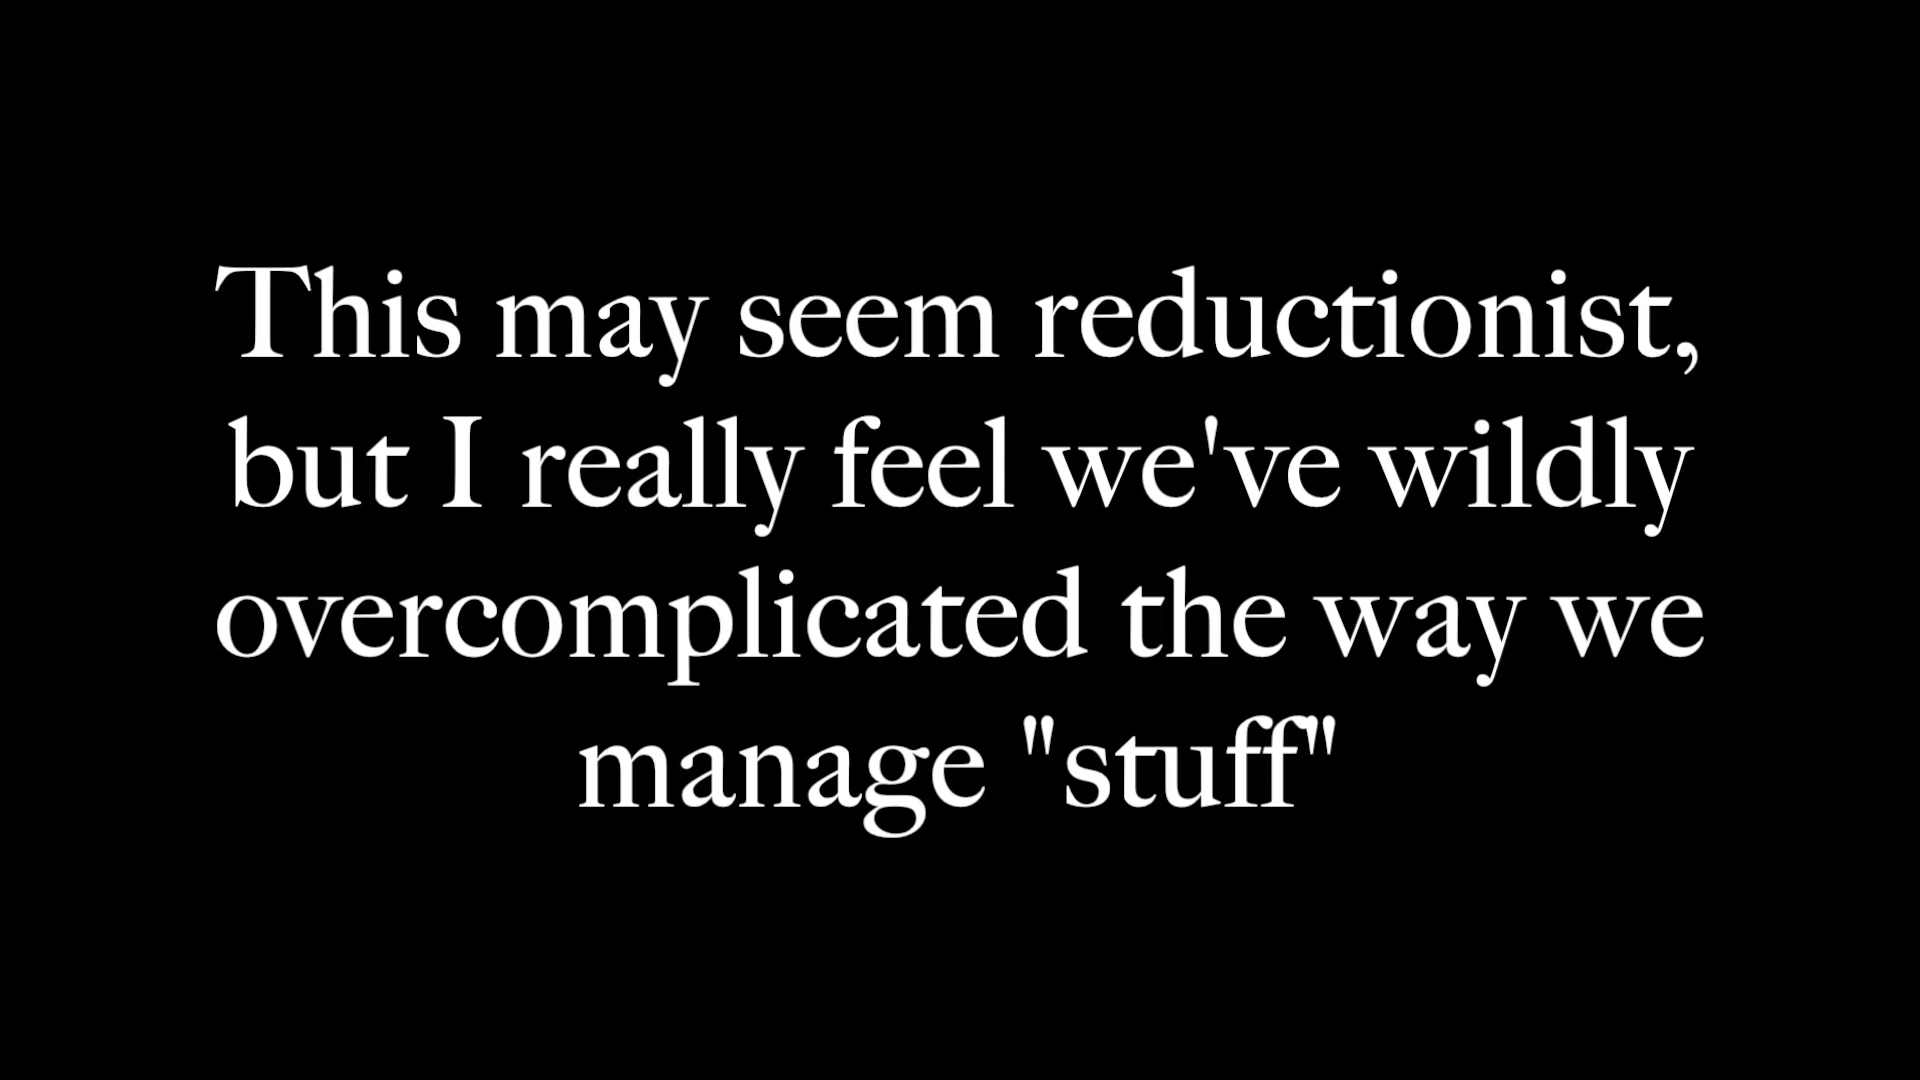 This may seem reductionist,
but I really feel we've wildly
overcomplicated the way we
manage "stuff"